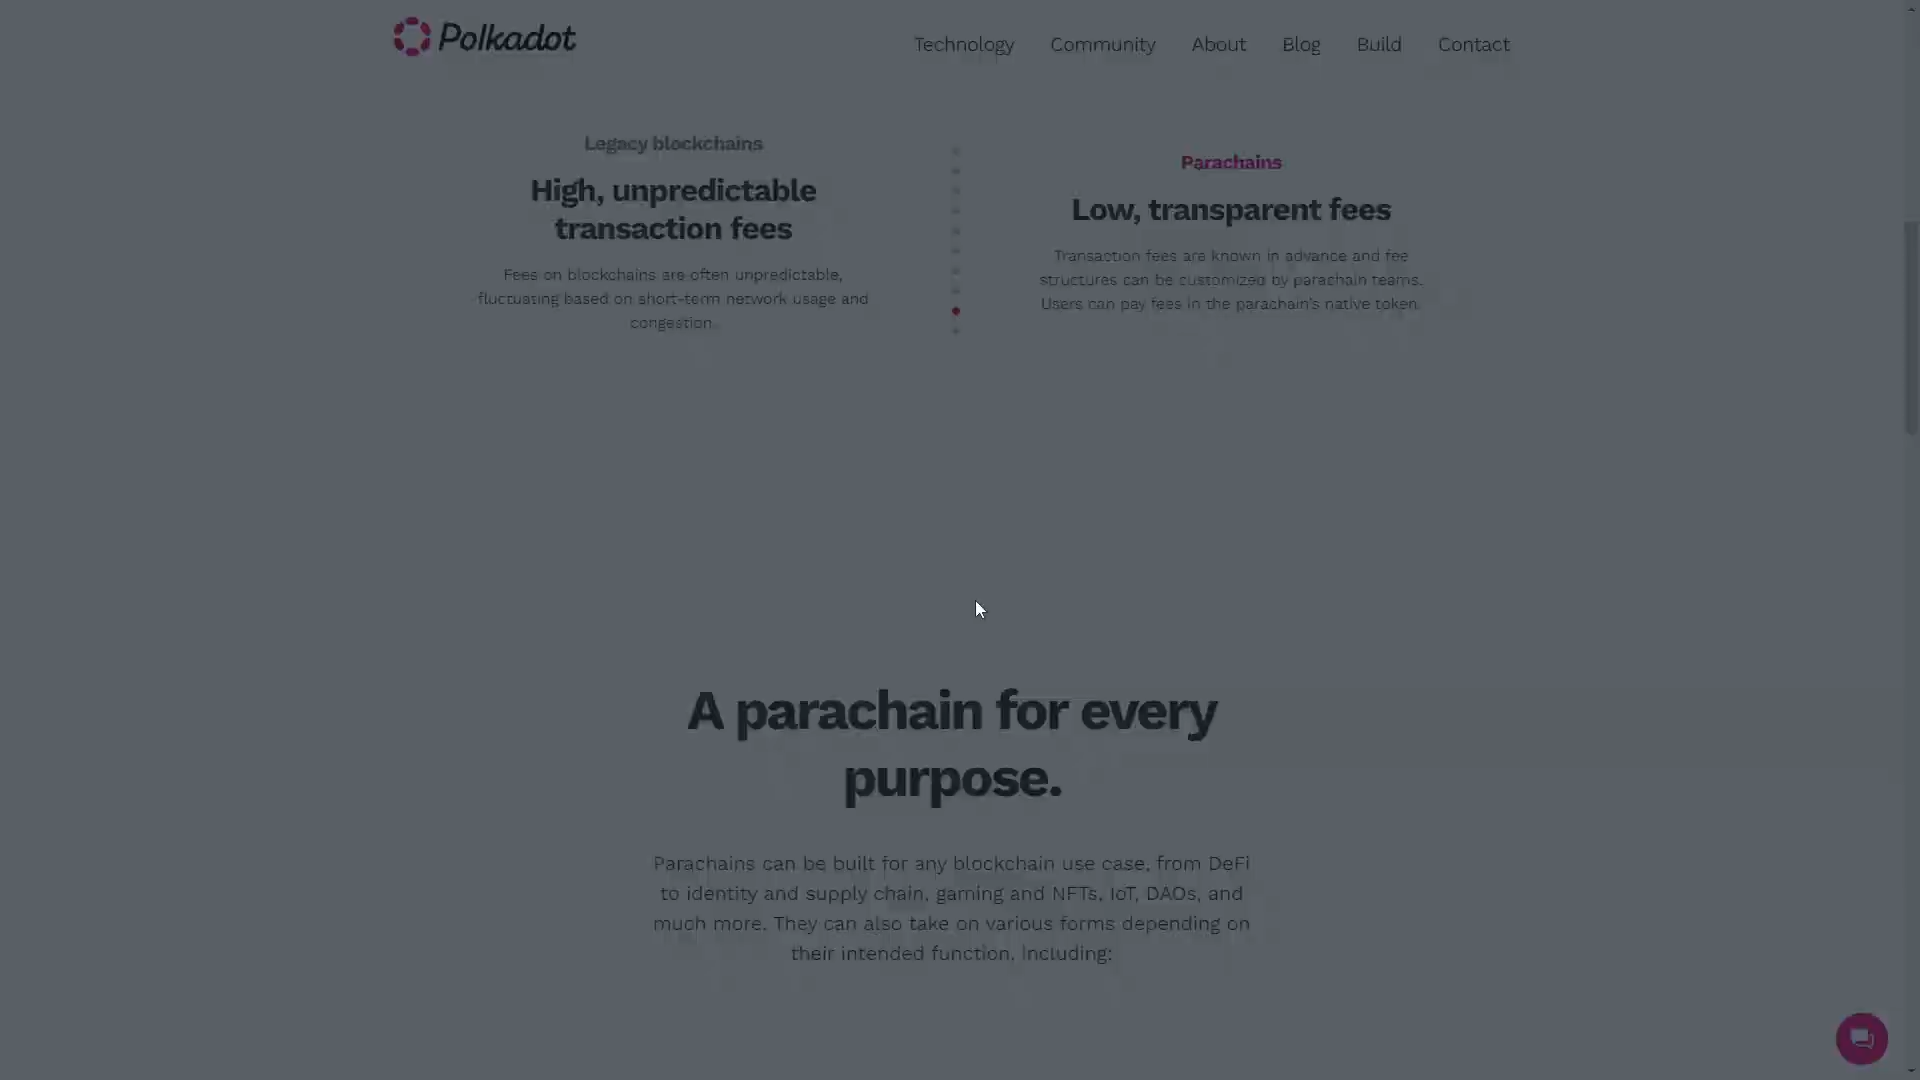 Polkadot
Technology Community About Blog Build Contact
Legacy blockchains
High, unpredictable
transaction fees
Fees on blockchains are often unpredictable,
fluctuating based on short-term network usage and
congestion.
Parachains
Low, transparent fees
Transaction fees are known in advance and fee
structures can be customized by parachain teams.
Users can pay fees in the parachain's native token.
A parachain for every
purpose.
Parachains can be built for any blockchain use case, from DeFi
to identity and supply chain, gaming and NFTs, IoT, DAOs, and
much more. They can also take on various forms depending on
their intended function, including: